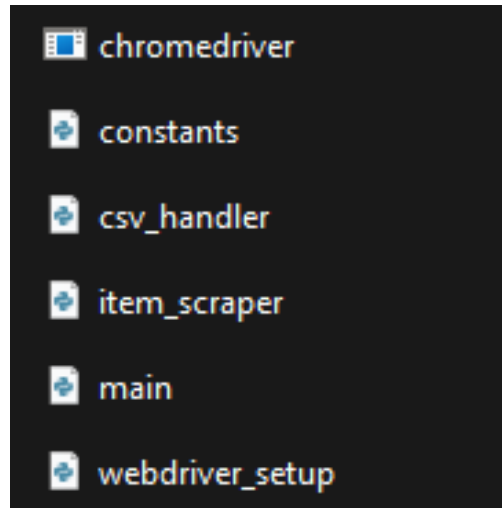 chromedriver
constants
csv_handler
item_scraper
main
webdriver_setup